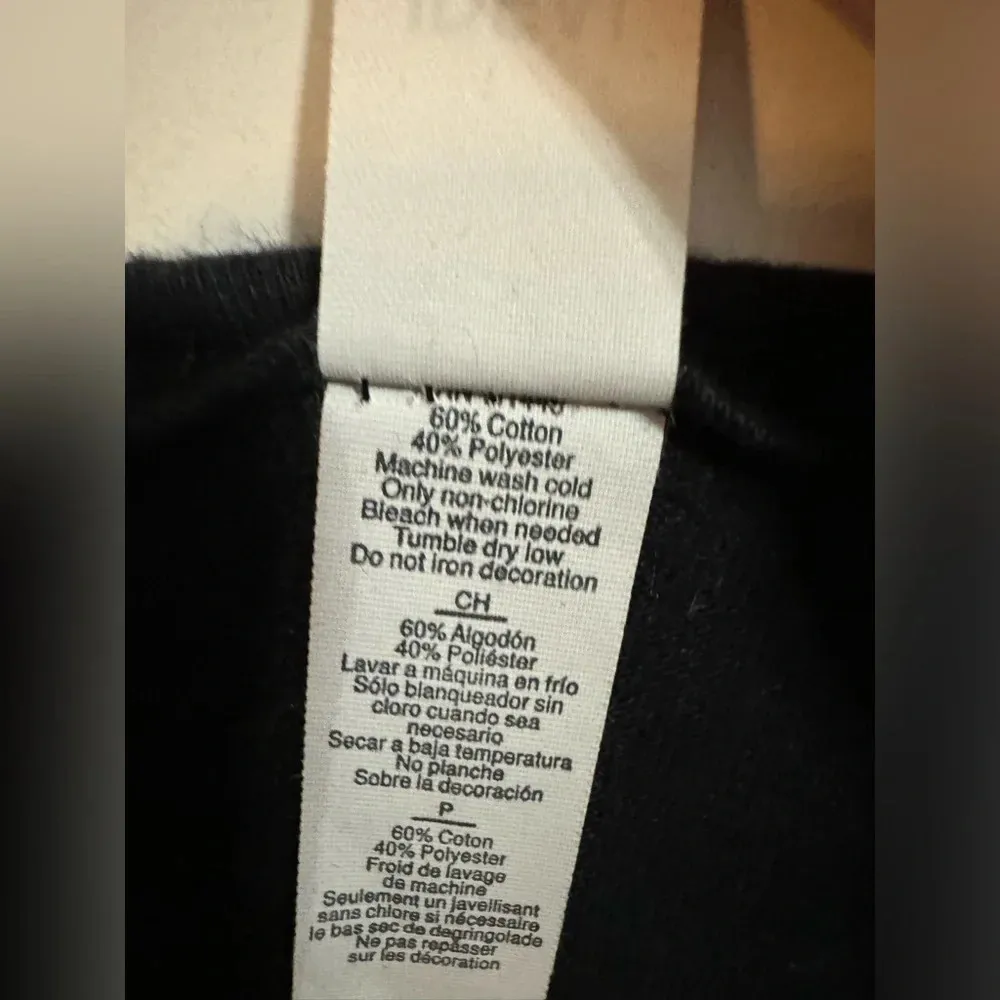 60% Cotton
40% Polyester
Machine wash cold
Only non-chlorine
Bleach when needed
Tumble dry low
Do not iron decoration
CH
60% Algodón
40% Poliéster
Lavar a máquina en frío
Sólo blanqueador sin
cloro cuando sea
necesario
Secar a baja temperatura
No planche
Sobre la decoración
P
60% Coton
40% Polyester
Froid de lavage
de machine
Seulement un javellisant
sans chlore si nécessaire
le bas sec de degringolade
Ne pas repasser
sur les décoration